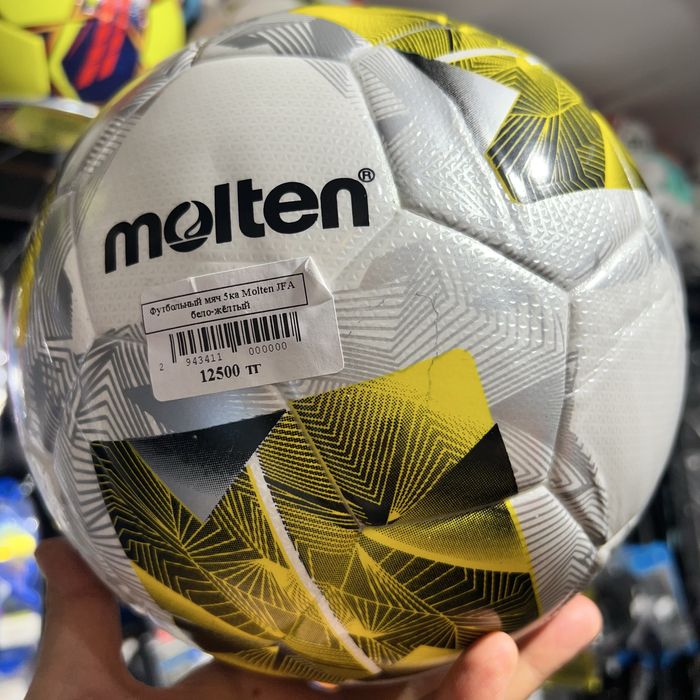 molten®
Футбольный мяч 5ка Molten JFA
бело-жёлтый
2 943411 000000
12500 тг